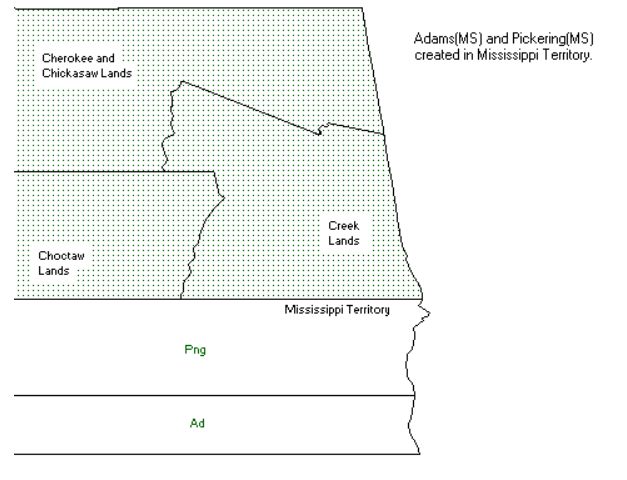 Adams(MS) and Pickering(MS)
created in Mississippi Territory.
Cherokee and
Chickasaw Lands
Creek
Lands
Choctaw
Lands
Mississippi Territory
Png
Ad